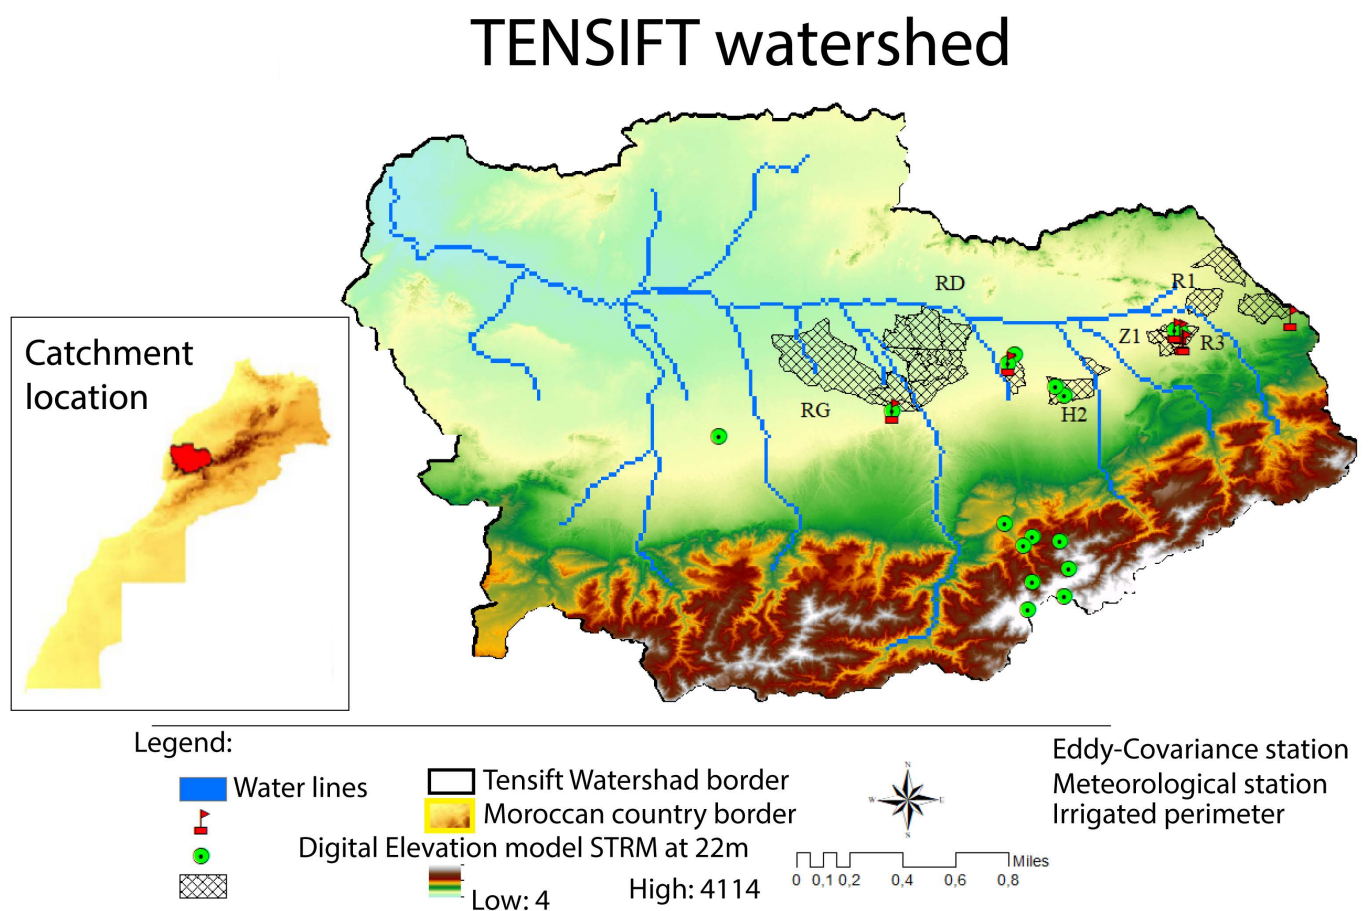 TENSIFT watershed
RD
R1
Z1
R3
RG
H2
Catchment
location
Legend:
Water lines
Tensift Watershad border
Moroccan country border
Digital Elevation model STRM at 22m
Low: 4
High: 4114
N
W
E
S
Miles
0 0,1 0,2 0,4 0,6 0,8
Eddy-Covariance station
Meteorological station
Irrigated perimeter